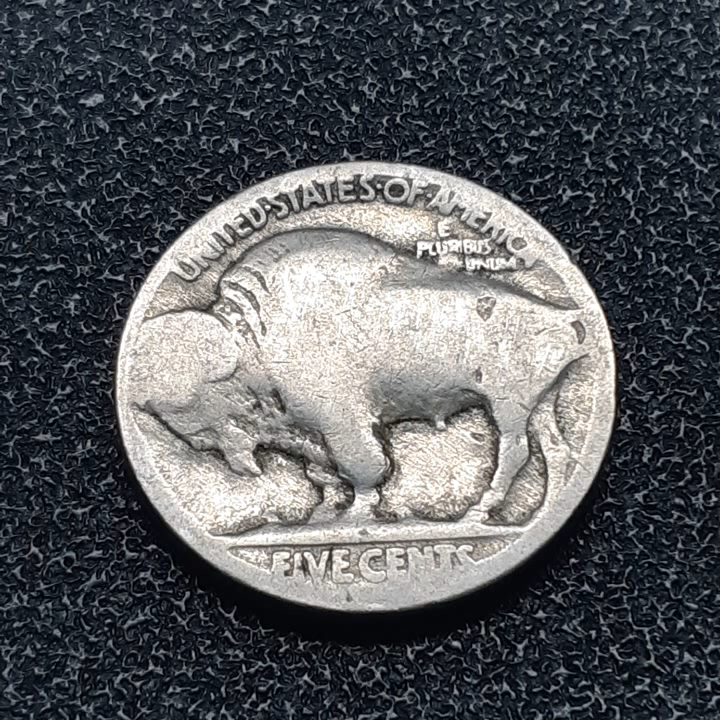 UNITED·STATES·OF AMERICA
E
PLURIBUS
UNUM
FIVE CENTS